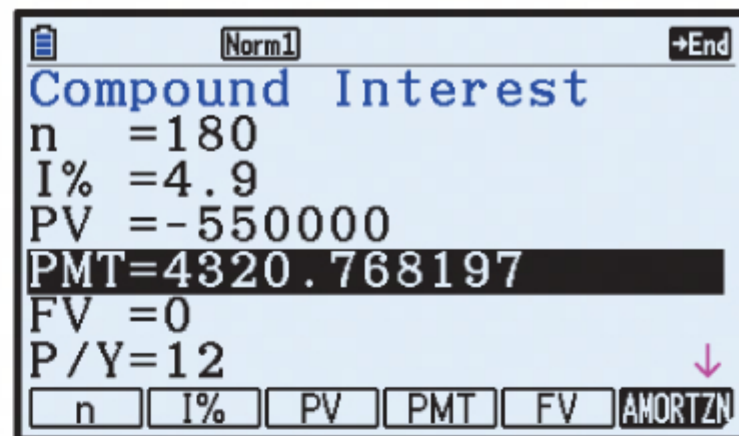 Norm1 →End
Compound Interest
n =180
I% =4.9
PV =-550000
PMT=4320.768197
FV =0
P/Y=12 ↓
n I% PV PMT FV AMORTZN